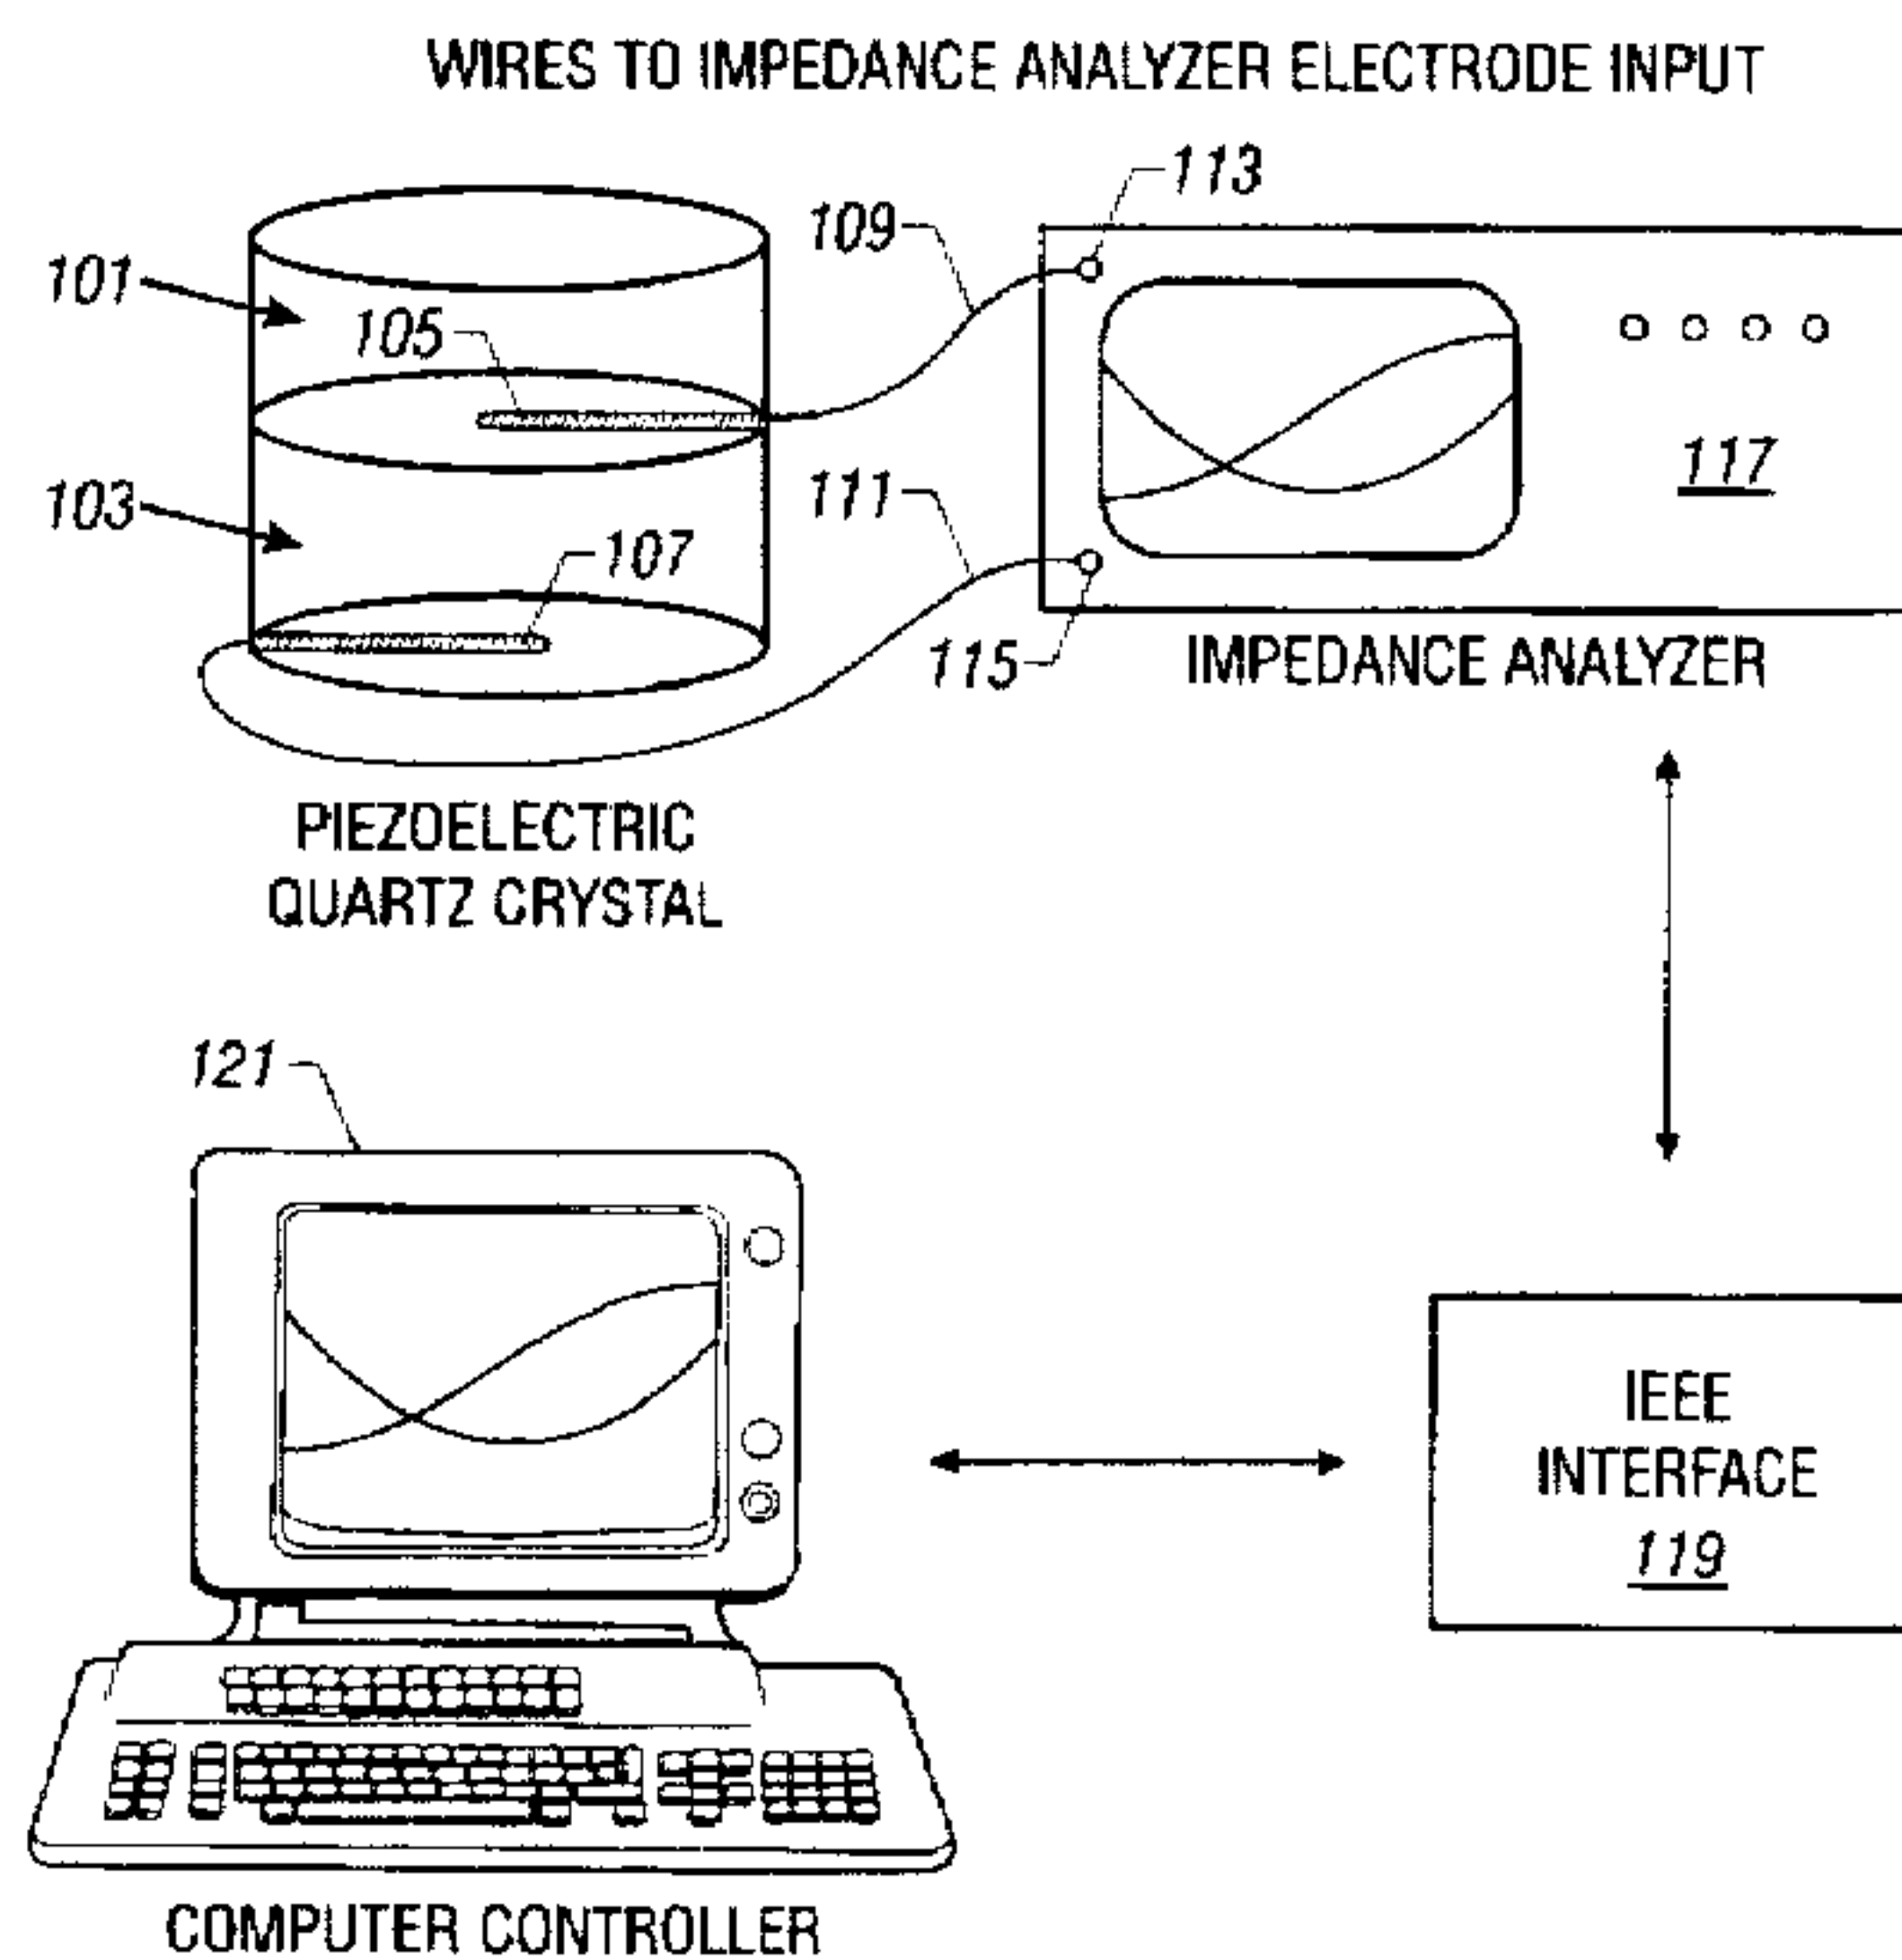 WIRES TO IMPEDANCE ANALYZER ELECTRODE INPUT
113
109
101
105
117
103
111
107
115
IMPEDANCE ANALYZER
PIEZOELECTRIC
QUARTZ CRYSTAL
121
IEEE
INTERFACE
119
COMPUTER CONTROLLER